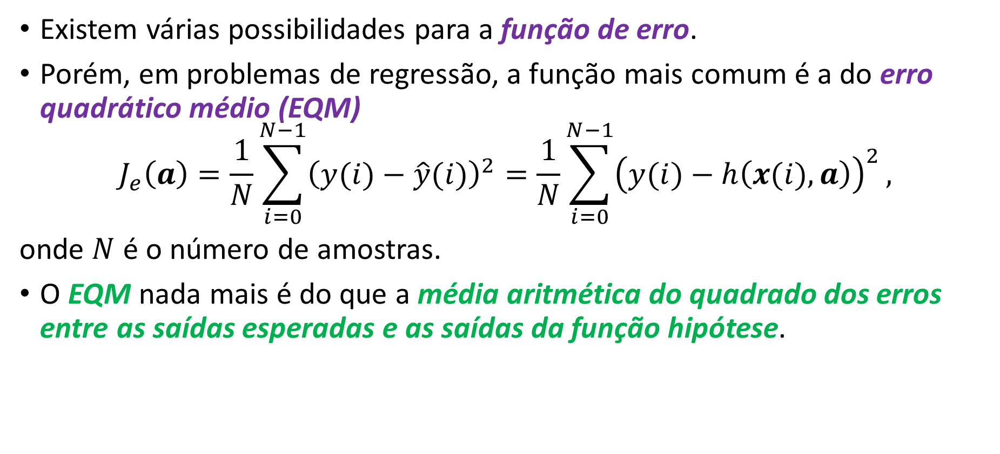 • Existem várias possibilidades para a função de erro.
• Porém, em problemas de regressão, a função mais comum é a do erro
quadrático médio (EQM)
$J_e(\boldsymbol{a}) = \frac{1}{N} \sum_{i=0}^{N-1} (y(i) - \hat{y}(i))^2 = \frac{1}{N} \sum_{i=0}^{N-1} \left(y(i) - h(\boldsymbol{x}(i), \boldsymbol{a})\right)^2,$
onde $N$ é o número de amostras.
• O EQM nada mais é do que a média aritmética do quadrado dos erros
entre as saídas esperadas e as saídas da função hipótese.